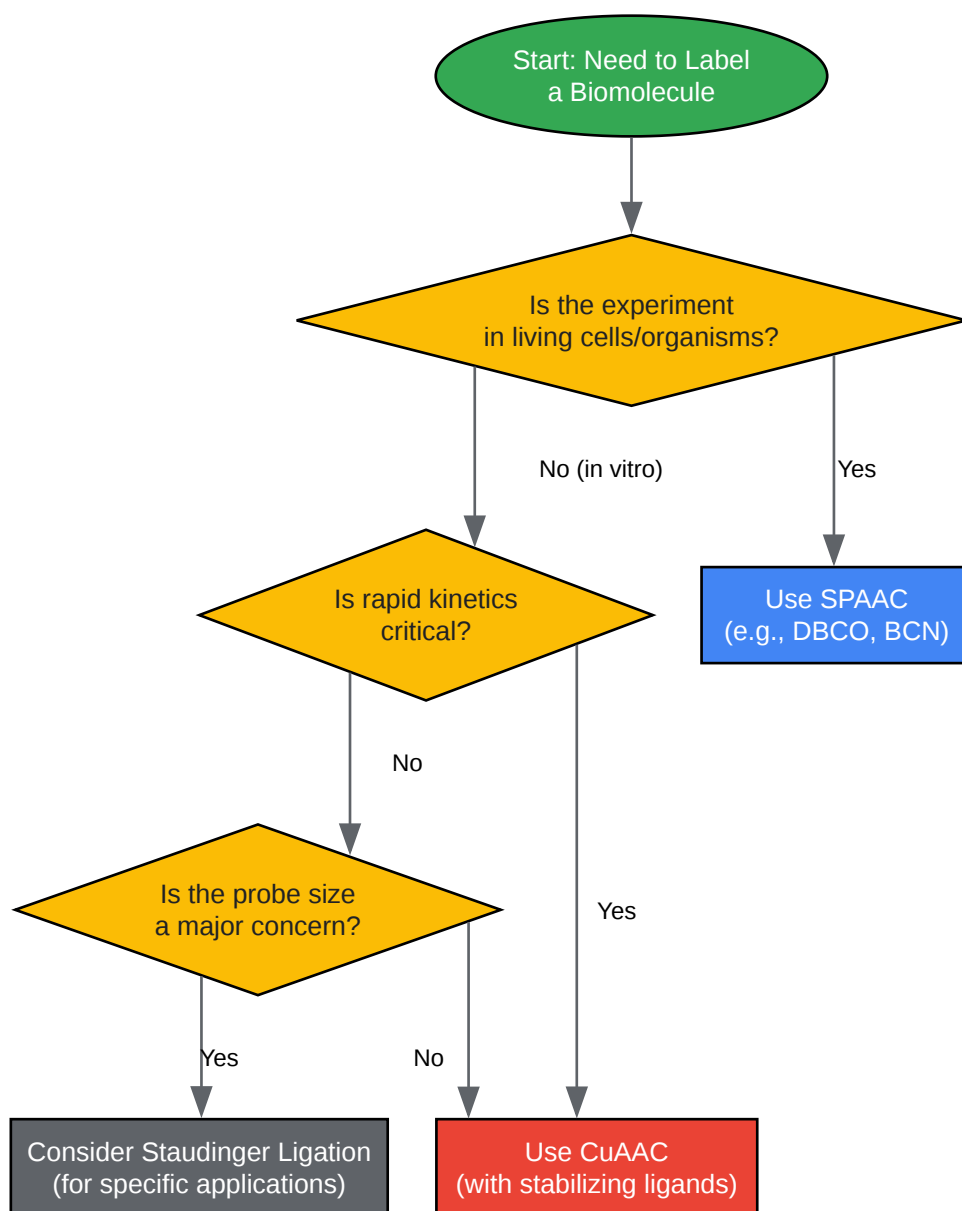 Start: Need to Label
a Biomolecule
Is the experiment
in living cells/organisms?
No (in vitro)
Yes
Is rapid kinetics
critical?
Use SPAAC
(e.g., DBCO, BCN)
No
Is the probe size
a major concern?
Yes
Yes
No
Consider Staudinger Ligation
(for specific applications)
Use CuAAC
(with stabilizing ligands)